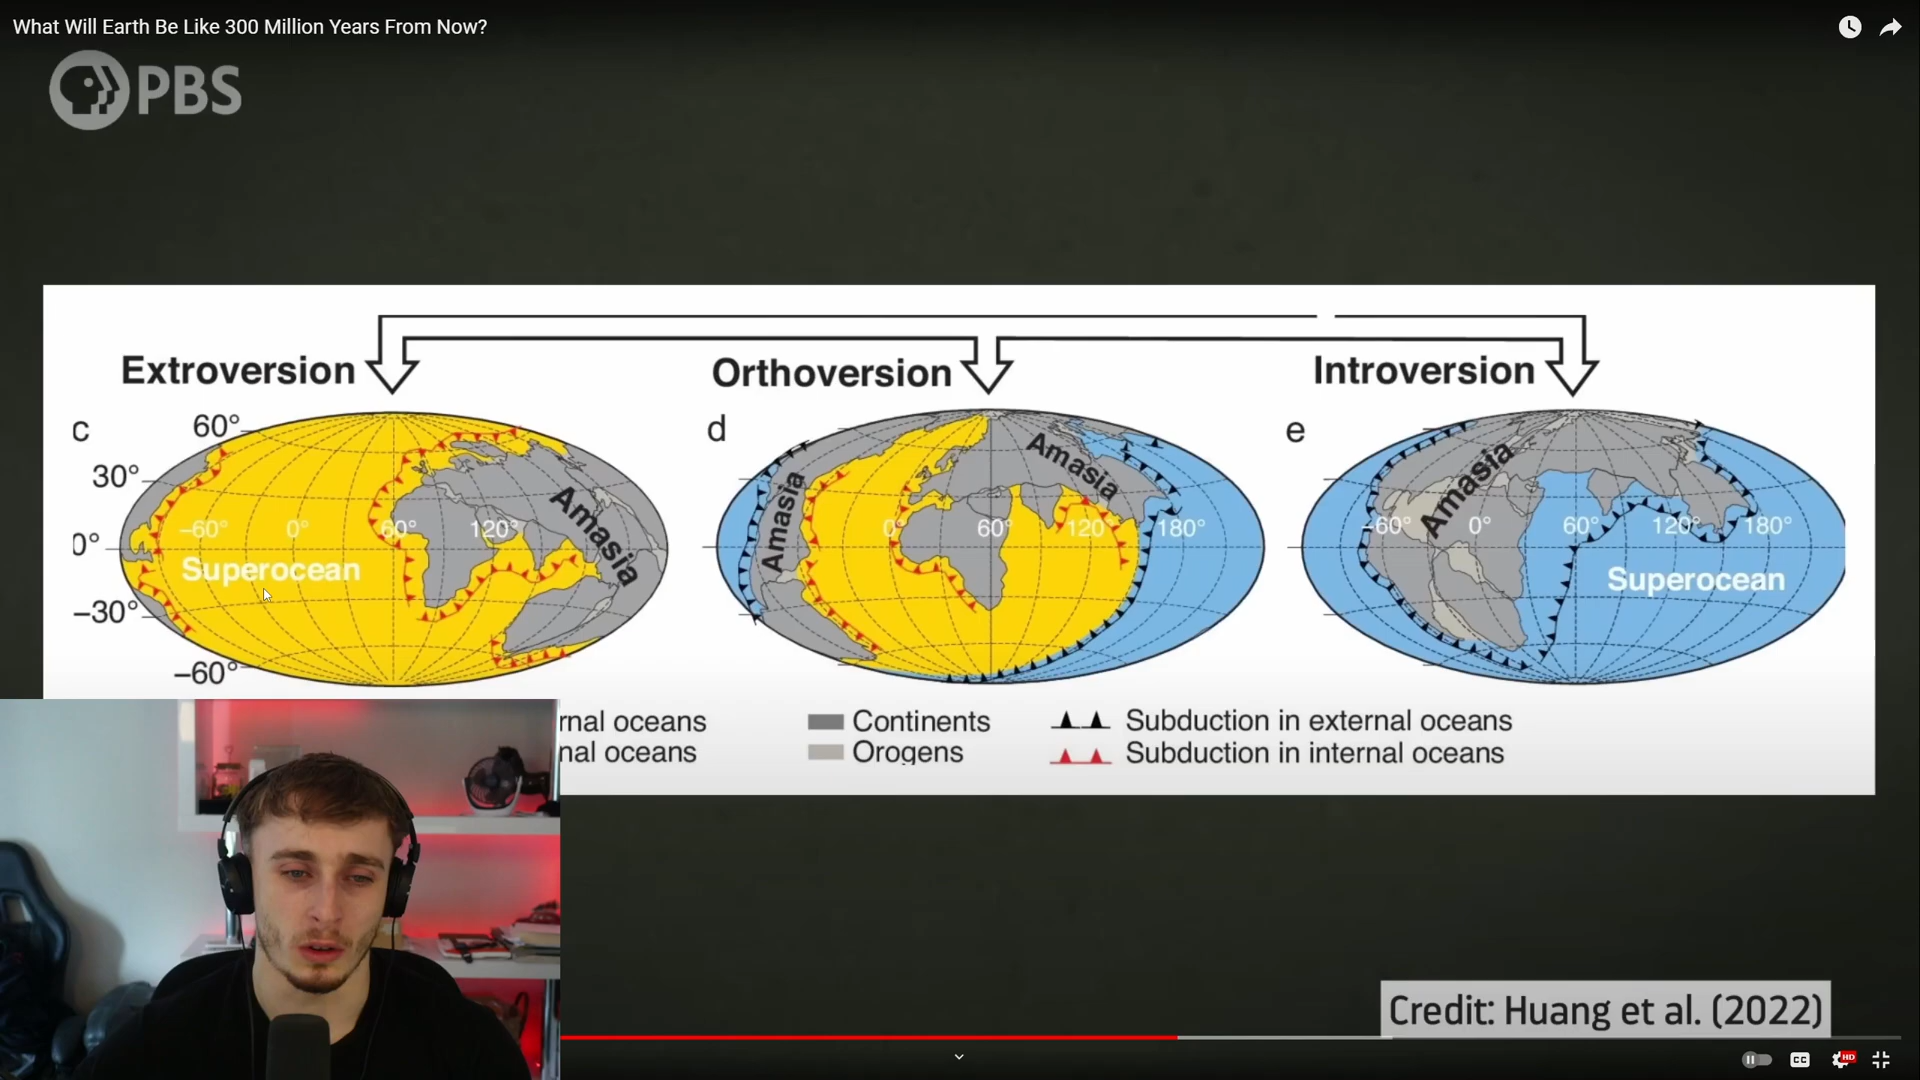 What Will Earth Be Like 300 Million Years From Now?
PBS
Extroversion
Orthoversion
Introversion
c
d
e
60°
30°
0°
–30°
–60°
–60°
0°
60°
120°
Superocean
Amasia
Amasia
Amasia
0°
60°
120°
180°
Amasia
–60°
0°
60°
120°
180°
Superocean
rnal oceans
nal oceans
Continents
Orogens
Subduction in external oceans
Subduction in internal oceans
Credit: Huang et al. (2022)
CC
HD